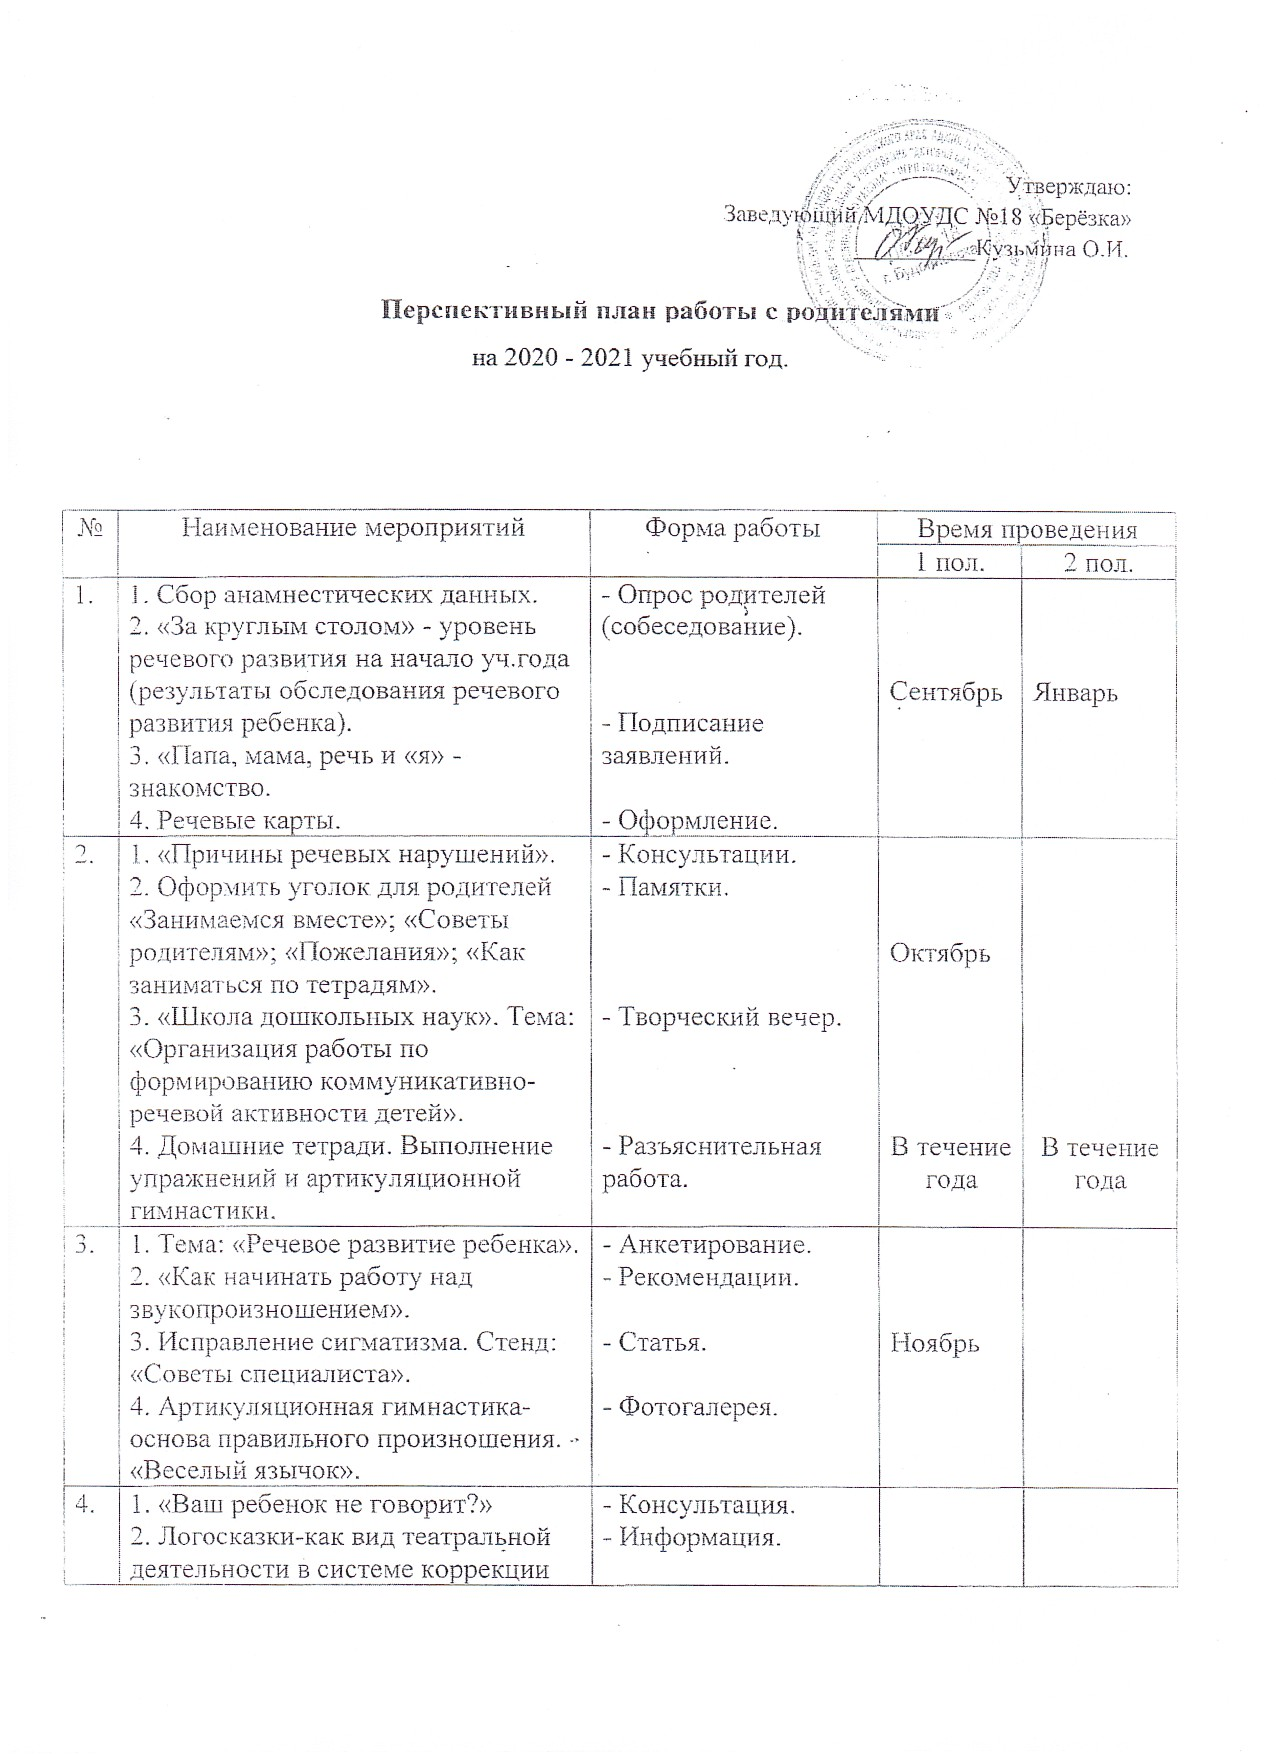 Утверждаю:
Заведующий МДОУДС №18 «Берёзка»
Кузьмина О.И.
Перспективный план работы с родителями
на 2020 - 2021 учебный год.
№ Наименование мероприятий Форма работы Время проведения
1 пол. 2 пол.
1. 1. Сбор анамнестических данных. - Опрос родителей
2. «За круглым столом» - уровень (собеседование).
речевого развития на начало уч.года
(результаты обследования речевого Сентябрь Январь
развития ребенка). - Подписание
3. «Папа, мама, речь и «я» - заявлений.
знакомство.
4. Речевые карты. - Оформление.
2. 1. «Причины речевых нарушений». - Консультации.
2. Оформить уголок для родителей - Памятки.
«Занимаемся вместе»; «Советы
родителям»; «Пожелания»; «Как Октябрь
заниматься по тетрадям».
3. «Школа дошкольных наук». Тема: - Творческий вечер.
«Организация работы по
формированию коммуникативно-
речевой активности детей».
4. Домашние тетради. Выполнение - Разъяснительная В течение В течение
упражнений и артикуляционной работа. года года
гимнастики.
3. 1. Тема: «Речевое развитие ребенка». - Анкетирование.
2. «Как начинать работу над - Рекомендации.
звукопроизношением».
3. Исправление сигматизма. Стенд: - Статья. Ноябрь
«Советы специалиста».
4. Артикуляционная гимнастика- - Фотогалерея.
основа правильного произношения. -
«Веселый язычок».
4. 1. «Ваш ребенок не говорит?» - Консультация.
2. Логосказки-как вид театральной - Информация.
деятельности в системе коррекции